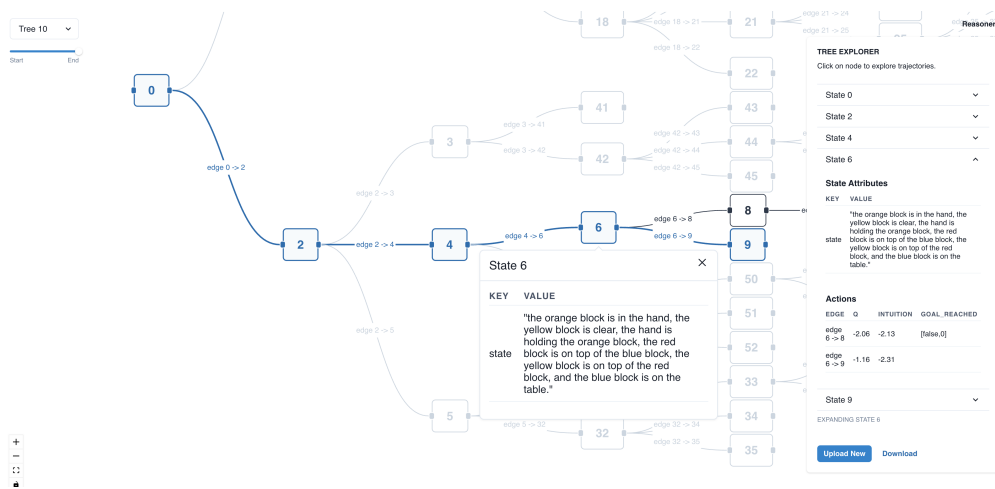 Tree 10
Start End
0
edge 0 -> 2
2
edge 2 -> 3
edge 2 -> 4
edge 2 -> 5
3
4
5
edge 3 -> 41
edge 3 -> 42
edge 4 -> 6
edge 5 -> 32
41
42
6
32
18
edge 18 -> 21
edge 18 -> 22
edge 42 -> 43
edge 42 -> 44
edge 42 -> 45
edge 6 -> 8
edge 6 -> 9
edge 32 -> 34
edge 32 -> 35
21
22
43
44
45
8
9
50
51
52
33
34
35
edge 21 -> 24
edge 21 -> 25
State 6
KEY VALUE
state
"the orange block is in the hand, the
yellow block is clear, the hand is
holding the orange block, the red
block is on top of the blue block, the
yellow block is on top of the red
block, and the blue block is on the
table."
Reasoner
TREE EXPLORER
Click on node to explore trajectories.
State 0
State 2
State 4
State 6
State Attributes
KEY VALUE
state
"the orange block is in the hand, the
yellow block is clear, the hand is
holding the orange block, the red
block is on top of the blue block, the
yellow block is on top of the red
block, and the blue block is on the
table."
Actions
EDGE Q INTUITION GOAL_REACHED
edge
6 -> 8 -2.06 -2.13 [false,0]
edge
6 -> 9 -1.16 -2.31
State 9
EXPANDING STATE 6
Upload New Download